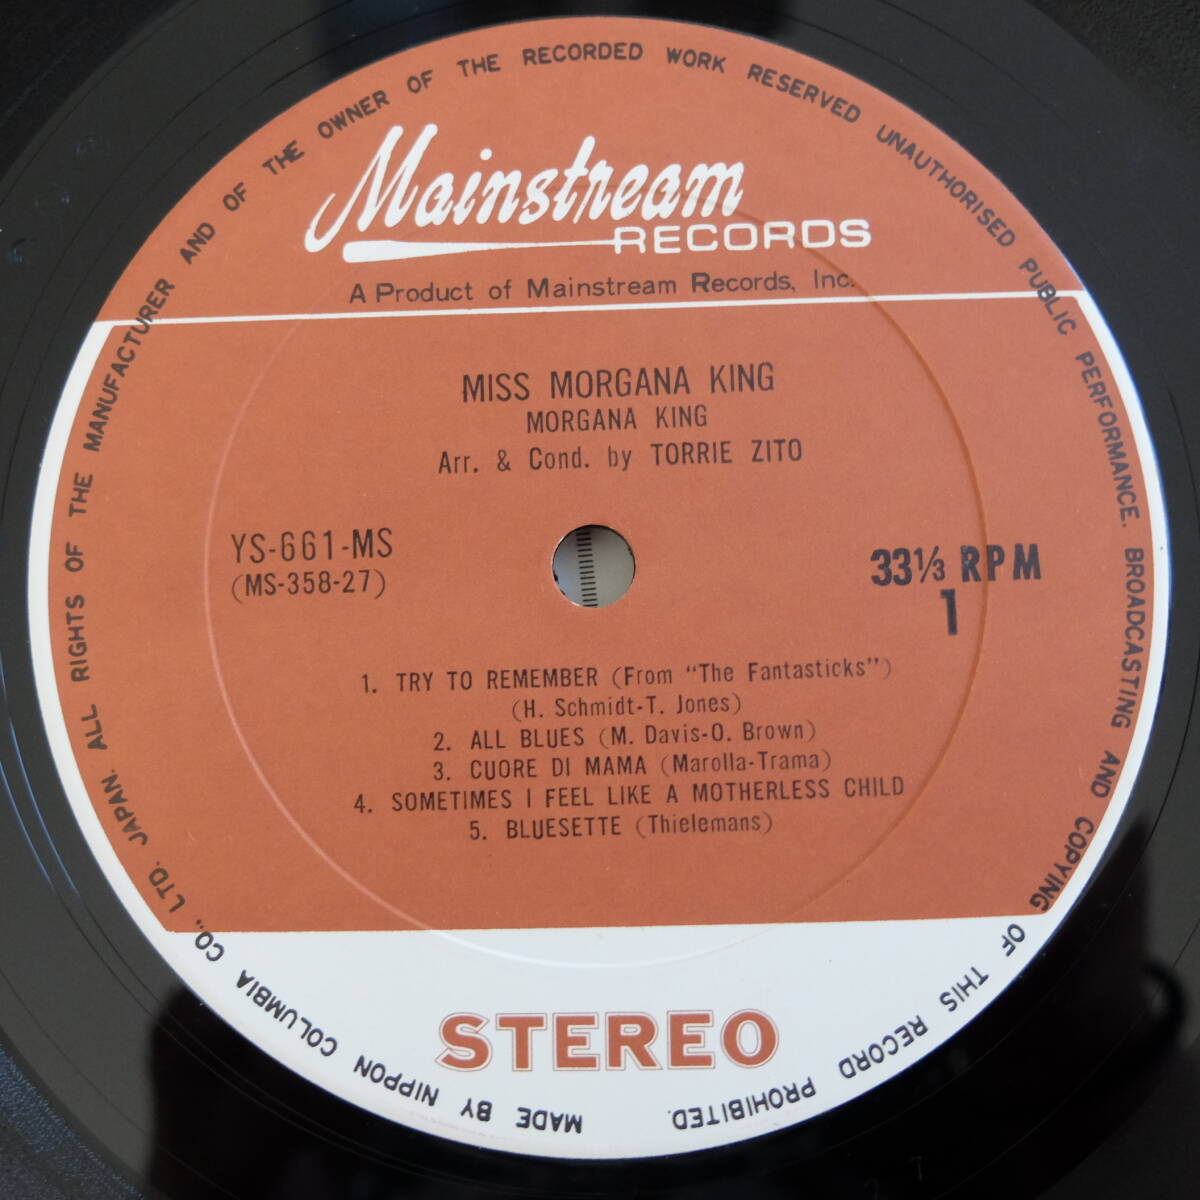 Mainstream
RECORDS
A Product of Mainstream Records, Inc.
MISS MORGANA KING
MORGANA KING
Arr. & Cond. by TORRIE ZITO
YS-661-MS
(MS-358-27)
33⅓ RPM
1
1. TRY TO REMEMBER (From "The Fantasticks")
(H. Schmidt-T. Jones)
2. ALL BLUES (M. Davis-O. Brown)
3. CUORE DI MAMA (Marolla-Trama)
4. SOMETIMES I FEEL LIKE A MOTHERLESS CHILD
5. BLUESETTE (Thielemans)
STEREO
MADE BY NIPPON COLUMBIA CO., LTD. JAPAN. ALL RIGHTS OF THE MANUFACTURER AND OF THE OWNER OF THE RECORDED WORK RESERVED UNAUTHORISED PUBLIC PERFORMANCE. BROADCASTING AND COPYING OF THIS RECORD PROHIBITED.